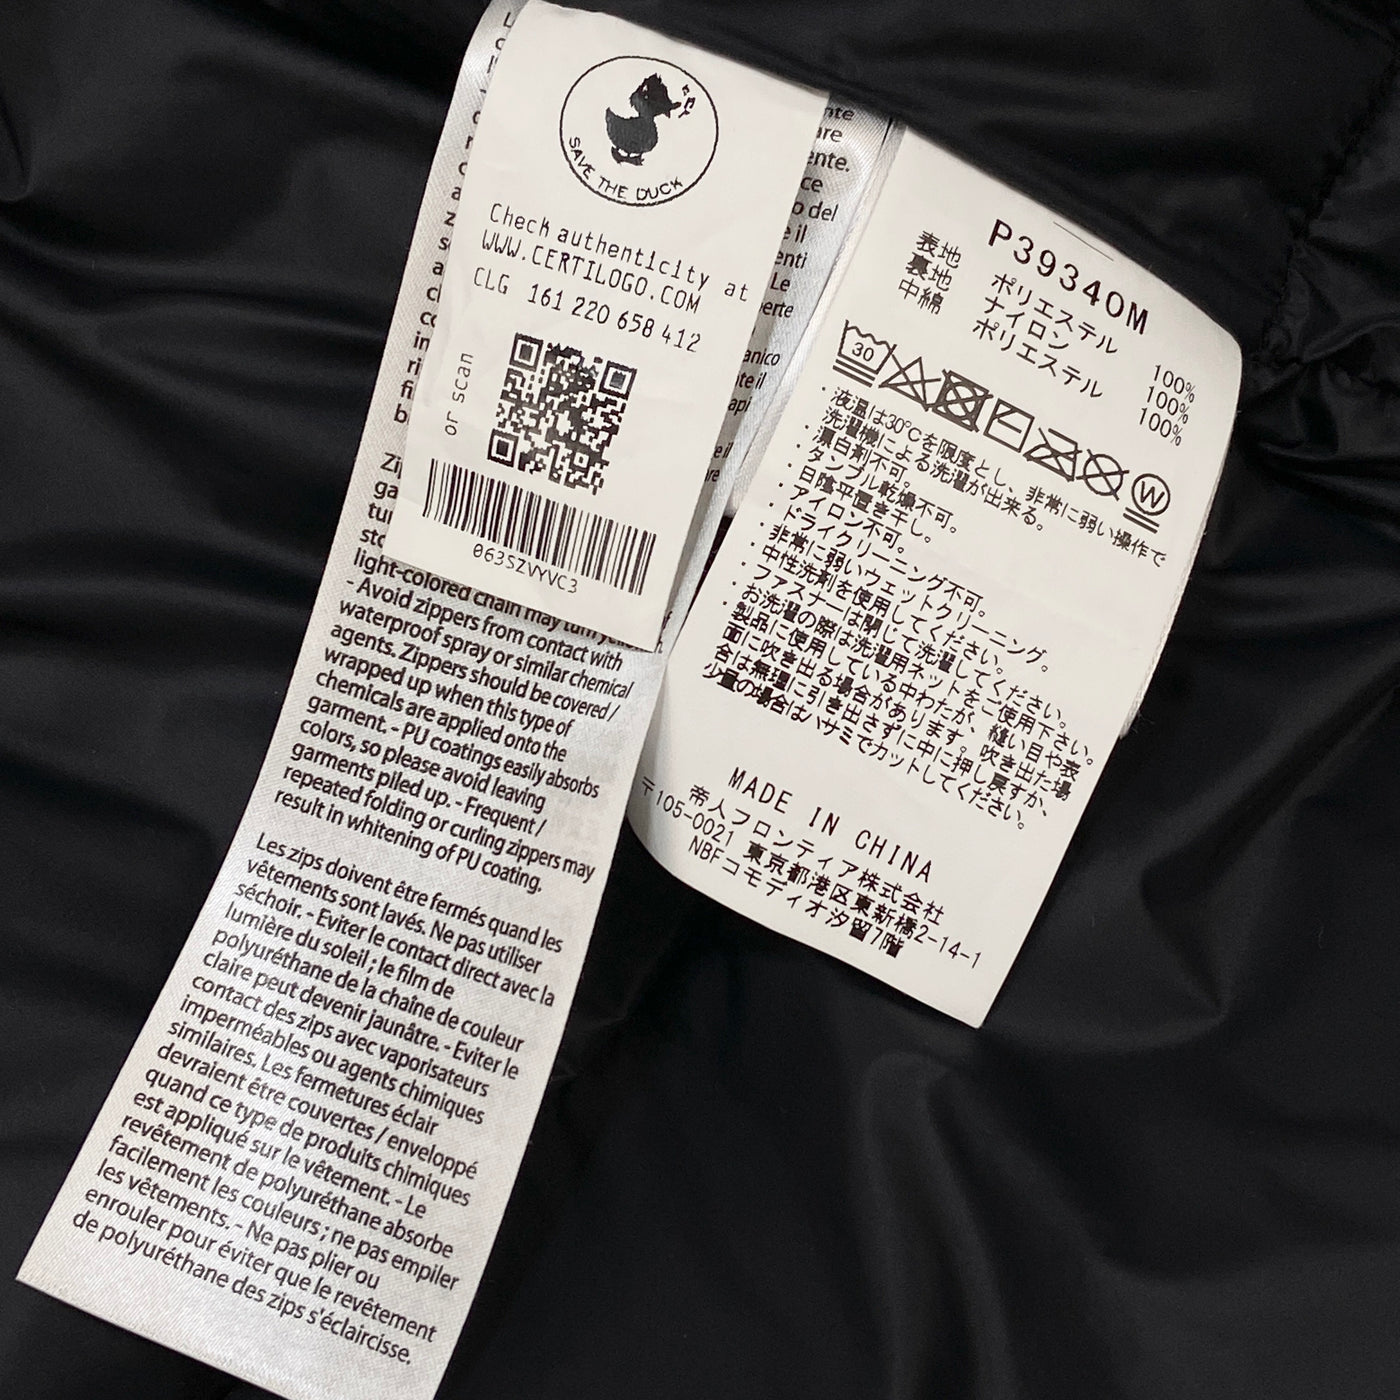 SAVE THE DUCK
Check authenticity at
WWW.CERTILOGO.COM
CLG 161 220 658 412
or scan
063SZVYVC3
light-colored chain may turn
- Avoid zippers from contact with
waterproof spray or similar chemical
agents. Zippers should be covered /
wrapped up when this type of
chemicals are applied onto the
garment. - PU coatings easily absorbs
colors, so please avoid leaving
garments piled up. - Frequent /
repeated folding or curling zippers may
result in whitening of PU coating.
Les zips doivent être fermés quand les
vêtements sont lavés. Ne pas utiliser
séchoir. - Eviter le contact direct avec la
lumière du soleil ; le film de
polyuréthane de la chaîne de couleur
claire peut devenir jaunâtre. - Eviter le
contact des zips avec vaporisateurs
imperméables ou agents chimiques
similaires. Les fermetures éclair
devraient être couvertes / enveloppé
quand ce type de produits chimiques
est appliqué sur le vêtement. - Le
revêtement de polyuréthane absorbe
facilement les couleurs ; ne pas empiler
les vêtements. - Ne pas plier ou
enrouler pour éviter que le revêtement
de polyuréthane des zips s'éclaircisse.
P39340M
表地 ポリエステル 100%
裏地 ナイロン 100%
中綿 ポリエステル 100%
30
W
・液温は30℃を限度とし、非常に弱い操作で
洗濯機による洗濯が出来る。
・漂白剤不可。
・タンブル乾燥不可。
・日陰平置き干し。
・アイロン不可。
・ドライクリーニング不可。
・非常に弱いウェットクリーニング。
・中性洗剤を使用してください。
・ファスナーは閉じて洗濯してください。
・お洗濯の際は洗濯用ネットをご使用下さい。
・製品に使用している中わたが、縫い目や表
面に吹き出る場合があります。吹き出た場
合は無理に引き出さずに中に押し戻すか、
少量の場合はハサミでカットしてください。
MADE IN CHINA
帝人フロンティア株式会社
〒105-0021 東京都港区東新橋2-14-1
NBFコモディオ汐留7階